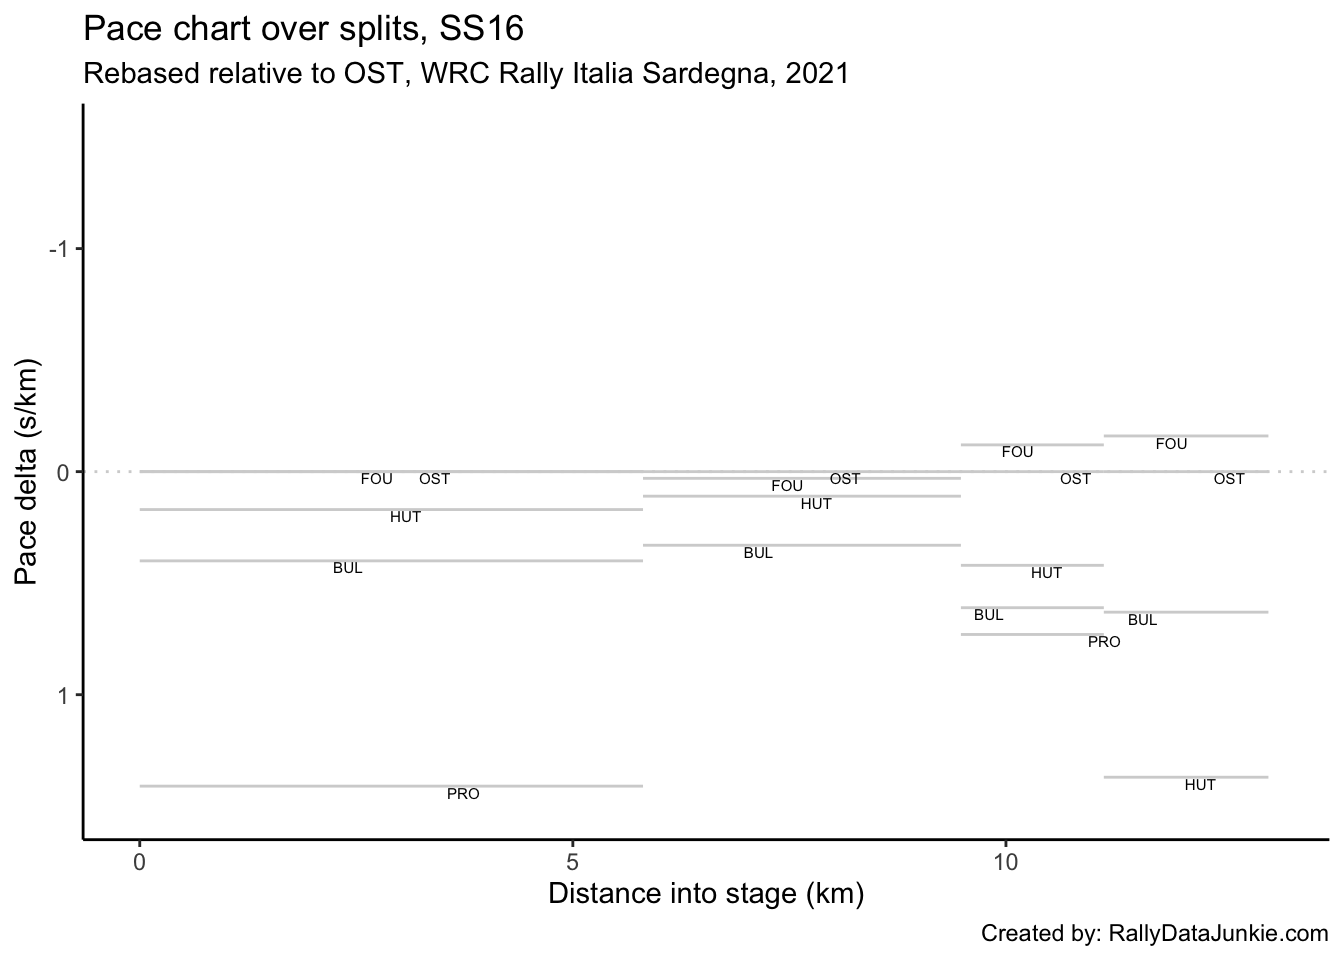 Pace chart over splits, SS16
Rebased relative to OST, WRC Rally Italia Sardegna, 2021
Pace delta (s/km)
-1
0
1
FOU
FOU
FOU OST
OST
OST
OST
FOU
HUT
HUT
BUL
BUL
HUT
BUL
BUL
PRO
HUT
PRO
0 5 10
Distance into stage (km)
Created by: RallyDataJunkie.com